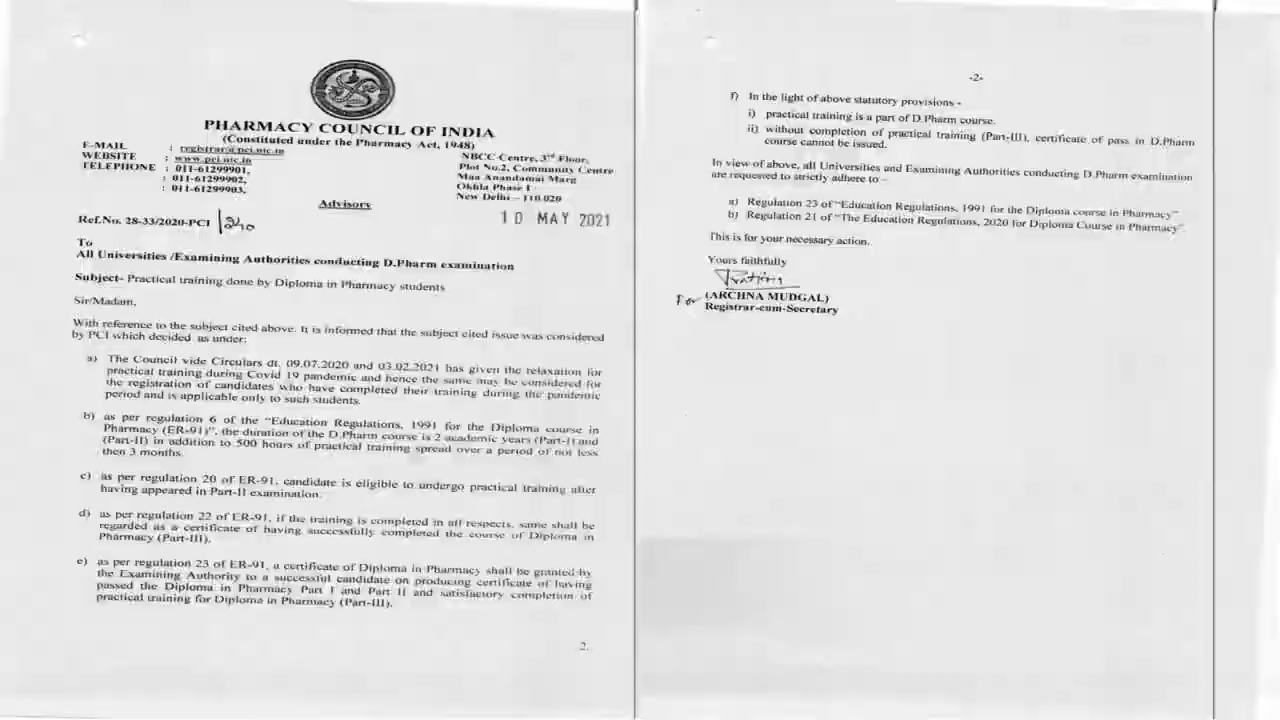 PHARMACY COUNCIL OF INDIA
(Constituted under the Pharmacy Act, 1948)
E-MAIL : registrar@pci.nic.in
WEBSITE : www.pci.nic.in
TELEPHONE : 011-61299901,
: 011-61299902,
: 011-61299903,
NBCC Centre, 3rd Floor,
Plot No.2, Community Centre
Maa Anandamai Marg
Okhla Phase I
New Delhi – 110 020
Advisory
10 MAY 2021
Ref.No. 28-33/2020-PCI
To
All Universities /Examining Authorities conducting D.Pharm examination
Subject- Practical training done by Diploma in Pharmacy students
Sir/Madam,
With reference to the subject cited above. It is informed that the subject cited issue was considered
by PCI which decided as under:
a) The Council vide Circulars dt. 09.07.2020 and 03.02.2021 has given the relaxation for
practical training during Covid 19 pandemic and hence the same may be considered for
the registration of candidates who have completed their training during the pandemic
period and is applicable only to such students.
b) as per regulation 6 of the "Education Regulations, 1991 for the Diploma course in
Pharmacy (ER-91)", the duration of the D.Pharm course is 2 academic years (Part-I) and
(Part-II) in addition to 500 hours of practical training spread over a period of not less
then 3 months.
c) as per regulation 20 of ER-91, candidate is eligible to undergo practical training after
having appeared in Part-II examination.
d) as per regulation 22 of ER-91, if the training is completed in all respects, same shall be
regarded as a certificate of having successfully completed the course of Diploma in
Pharmacy (Part-III).
e) as per regulation 23 of ER-91, a certificate of Diploma in Pharmacy shall be granted by
the Examining Authority to a successful candidate on producing certificate of having
passed the Diploma in Pharmacy Part I and Part II and satisfactory completion of
practical training for Diploma in Pharmacy (Part-III).
2.
-2-
f) In the light of above statutory provisions -
i) practical training is a part of D.Pharm course.
ii) without completion of practical training (Part-III), certificate of pass in D.Pharm
course cannot be issued.
In view of above, all Universities and Examining Authorities conducting D.Pharm examination
are requested to strictly adhere to –
a) Regulation 23 of "Education Regulations, 1991 for the Diploma course in Pharmacy"
b) Regulation 21 of "The Education Regulations, 2020 for Diploma Course in Pharmacy".
This is for your necessary action.
Yours faithfully
For (ARCHNA MUDGAL)
Registrar-cum-Secretary